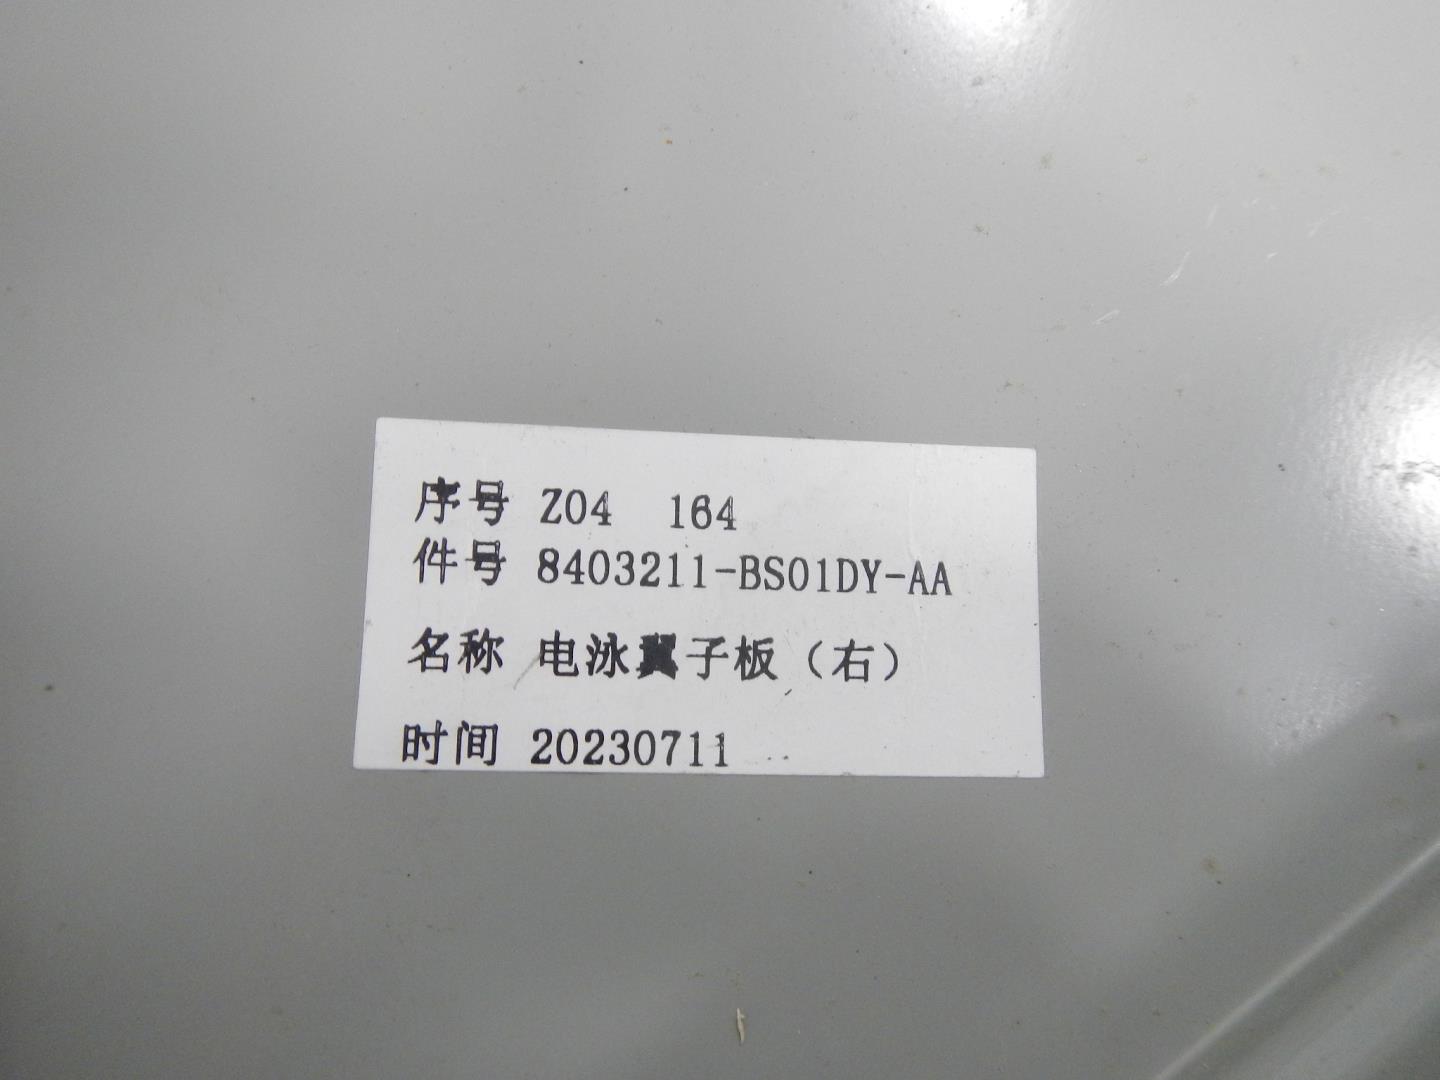 序号 Z04 164
件号 8403211-BS01DY-AA
名称 电泳翼子板（右）
时间 20230711